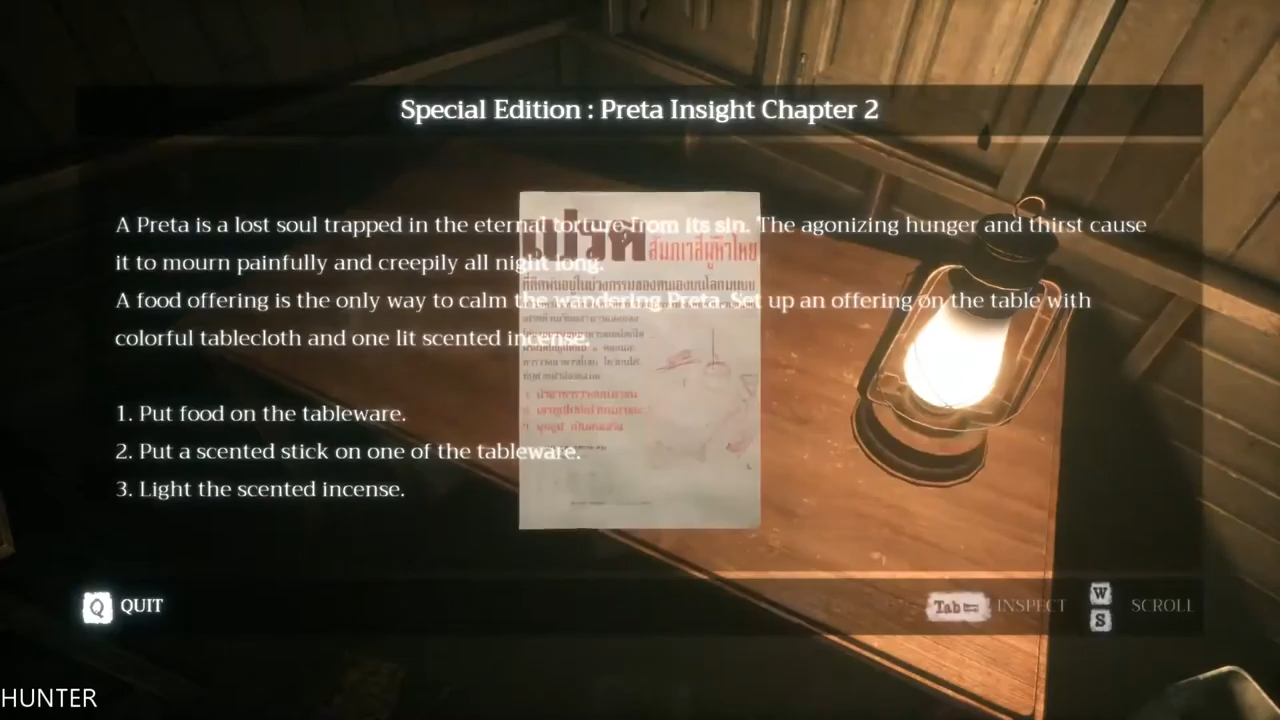 Special Edition : Preta Insight Chapter 2
A Preta is a lost soul trapped in the eternal torture from its sin. The agonizing hunger and thirst cause
it to mourn painfully and creepily all night long.
A food offering is the only way to calm the wandering Preta. Set up an offering on the table with
colorful tablecloth and one lit scented incense.
1. Put food on the tableware.
2. Put a scented stick on one of the tableware.
3. Light the scented incense.
เปรต
Q QUIT
Tab INSPECT
W
S
SCROLL
HUNTER